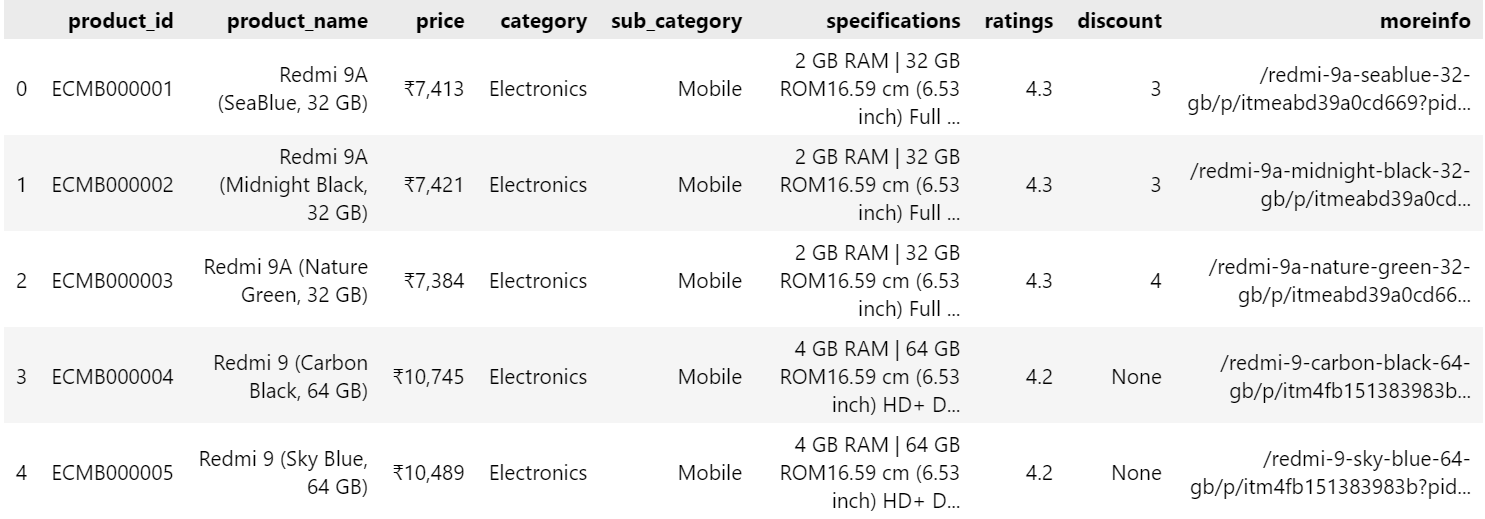 product_id product_name price category sub_category specifications ratings discount moreinfo
0 ECMB000001 Redmi 9A (SeaBlue, 32 GB) ₹7,413 Electronics Mobile 2 GB RAM | 32 GB ROM16.59 cm (6.53 inch) Full ... 4.3 3 /redmi-9a-seablue-32-gb/p/itmeabd39a0cd669?pid...
1 ECMB000002 Redmi 9A (Midnight Black, 32 GB) ₹7,421 Electronics Mobile 2 GB RAM | 32 GB ROM16.59 cm (6.53 inch) Full ... 4.3 3 /redmi-9a-midnight-black-32-gb/p/itmeabd39a0cd...
2 ECMB000003 Redmi 9A (Nature Green, 32 GB) ₹7,384 Electronics Mobile 2 GB RAM | 32 GB ROM16.59 cm (6.53 inch) Full ... 4.3 4 /redmi-9a-nature-green-32-gb/p/itmeabd39a0cd66...
3 ECMB000004 Redmi 9 (Carbon Black, 64 GB) ₹10,745 Electronics Mobile 4 GB RAM | 64 GB ROM16.59 cm (6.53 inch) HD+ D... 4.2 None /redmi-9-carbon-black-64-gb/p/itm4fb151383983b...
4 ECMB000005 Redmi 9 (Sky Blue, 64 GB) ₹10,489 Electronics Mobile 4 GB RAM | 64 GB ROM16.59 cm (6.53 inch) HD+ D... 4.2 None /redmi-9-sky-blue-64-gb/p/itm4fb151383983b?pid...